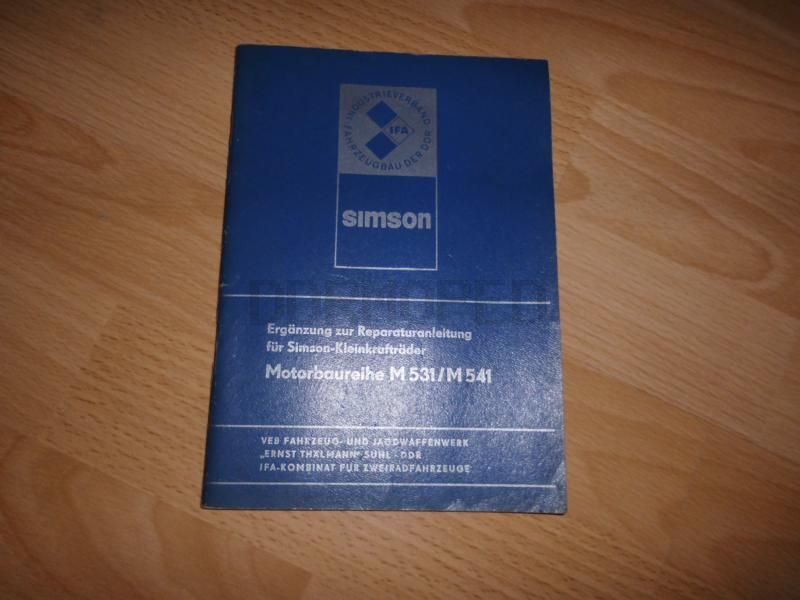 INDUSTRIEVERBAND
FAHRZEUGBAU DER DDR
IFA
simson
DDRMOPED
Ergänzung zur Reparaturanleitung
für Simson-Kleinkrafträder
Motorbaureihe M 531/M 541
VEB FAHRZEUG- UND JAGDWAFFENWERK
„ERNST THÄLMANN" SUHL · DDR
IFA-KOMBINAT FÜR ZWEIRADFAHRZEUGE